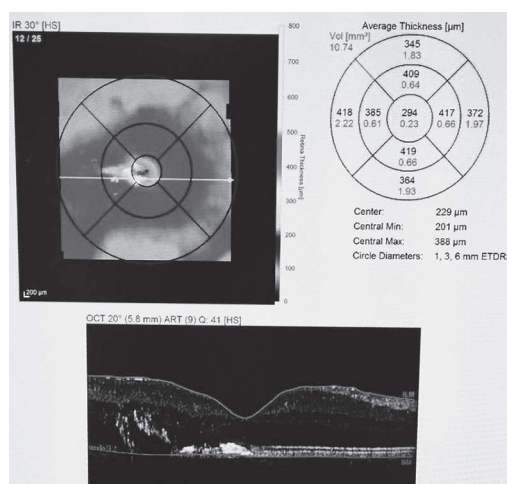 IR 30° [HS]
12 / 25
200 µm
800
700
600
500
400
300
200
100
0
Retina Thickness [µm]
Average Thickness [µm]
Vol [mm³]
10.74
345
1.83
409
0.64
418
2.22
385
0.61
294
0.23
417
0.66
372
1.97
419
0.66
364
1.93
Center: 229 µm
Central Min: 201 µm
Central Max: 388 µm
Circle Diameters: 1, 3, 6 mm ETDR
OCT 20° (5.8 mm) ART (9) Q: 41 [HS]
ILM
BM